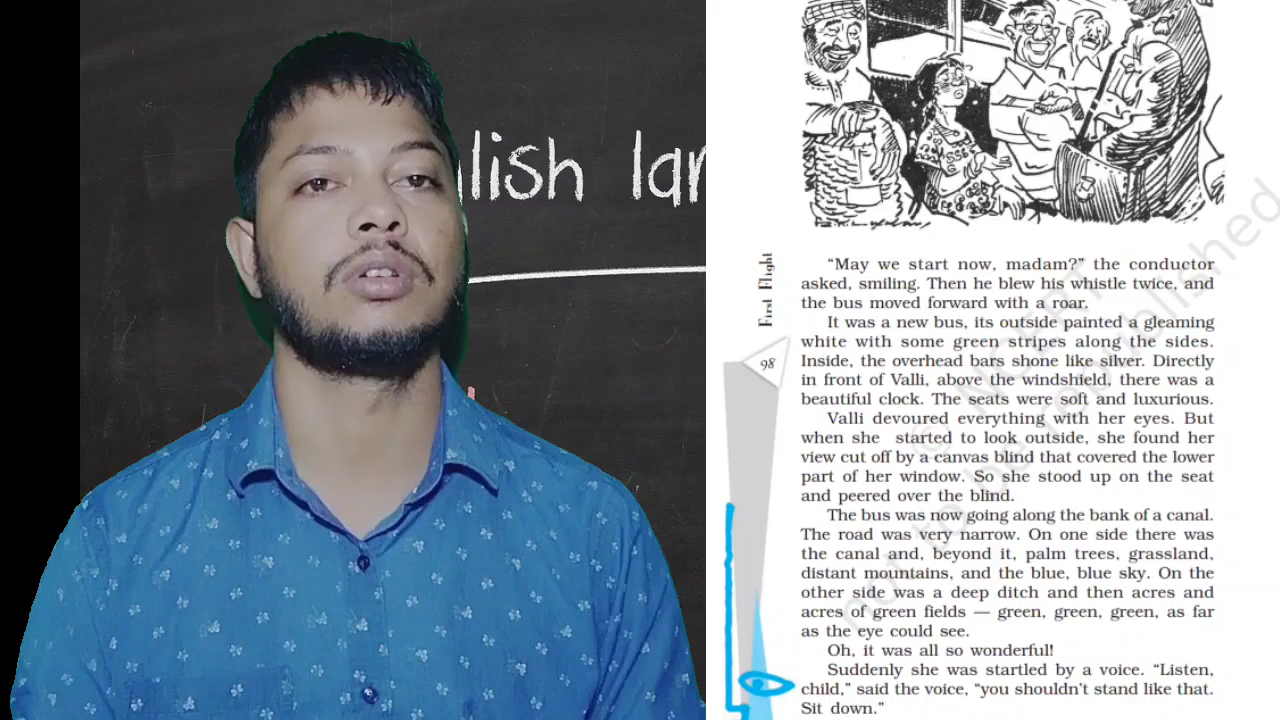 lish lan
First Flight
98
“May we start now, madam?” the conductor
asked, smiling. Then he blew his whistle twice, and
the bus moved forward with a roar.
It was a new bus, its outside painted a gleaming
white with some green stripes along the sides.
Inside, the overhead bars shone like silver. Directly
in front of Valli, above the windshield, there was a
beautiful clock. The seats were soft and luxurious.
Valli devoured everything with her eyes. But
when she started to look outside, she found her
view cut off by a canvas blind that covered the lower
part of her window. So she stood up on the seat
and peered over the blind.
The bus was now going along the bank of a canal.
The road was very narrow. On one side there was
the canal and, beyond it, palm trees, grassland,
distant mountains, and the blue, blue sky. On the
other side was a deep ditch and then acres and
acres of green fields — green, green, green, as far
as the eye could see.
Oh, it was all so wonderful!
Suddenly she was startled by a voice. “Listen,
child,” said the voice, “you shouldn’t stand like that.
Sit down.”
© NCERT
not to be republished